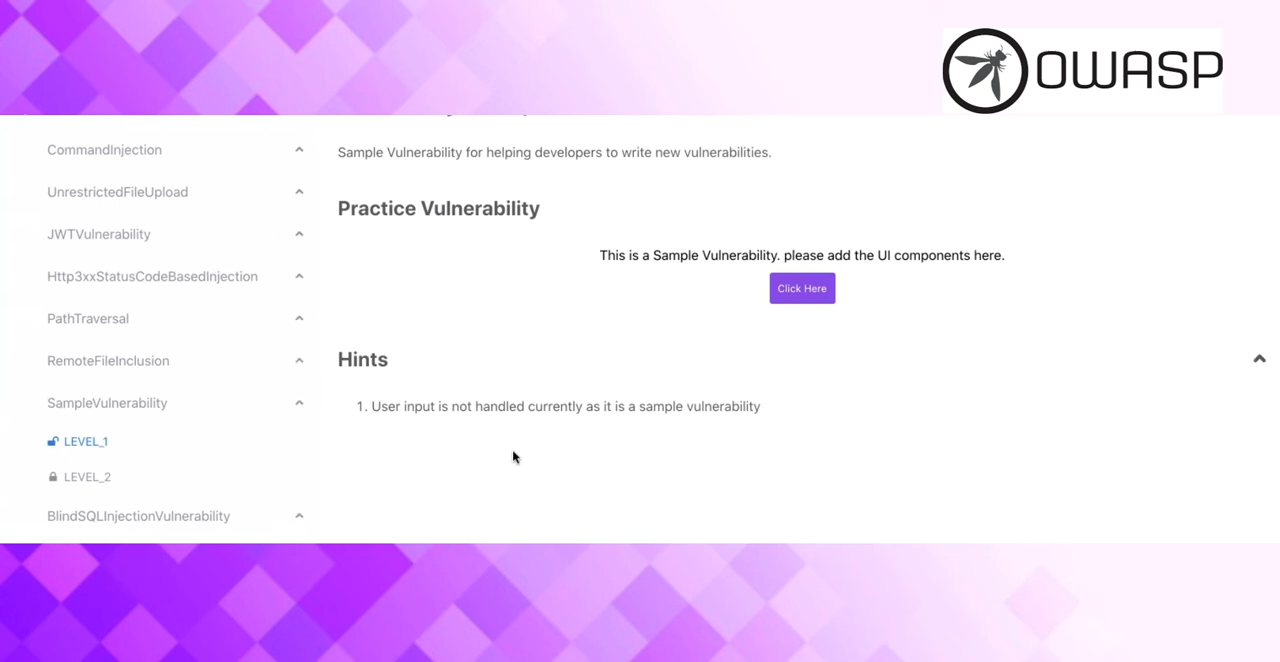 OWASP
CommandInjection
UnrestrictedFileUpload
JWTVulnerability
Http3xxStatusCodeBasedInjection
PathTraversal
RemoteFileInclusion
SampleVulnerability
LEVEL_1
LEVEL_2
BlindSQLInjectionVulnerability
Sample Vulnerability for helping developers to write new vulnerabilities.
Practice Vulnerability
This is a Sample Vulnerability. please add the UI components here.
Click Here
Hints
1. User input is not handled currently as it is a sample vulnerability